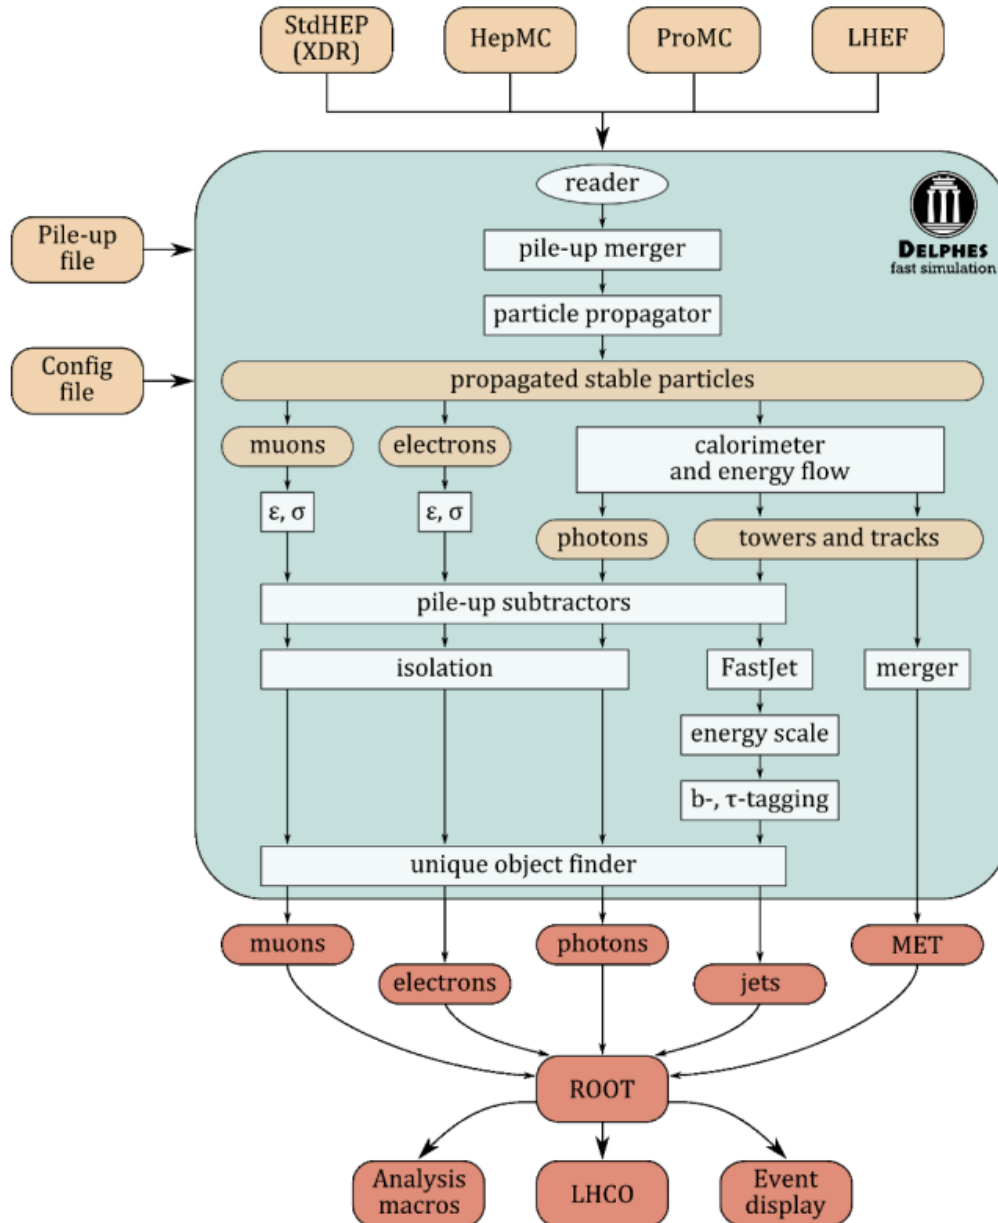 StdHEP
(XDR)
HepMC
ProMC
LHEF
reader
DELPHES
fast simulation
Pile-up
file
pile-up merger
particle propagator
Config
file
propagated stable particles
muons
electrons
calorimeter
and energy flow
ε, σ
ε, σ
photons
towers and tracks
pile-up subtractors
isolation
FastJet
merger
energy scale
b-, τ-tagging
unique object finder
muons
photons
MET
electrons
jets
ROOT
Analysis
macros
LHCO
Event
display